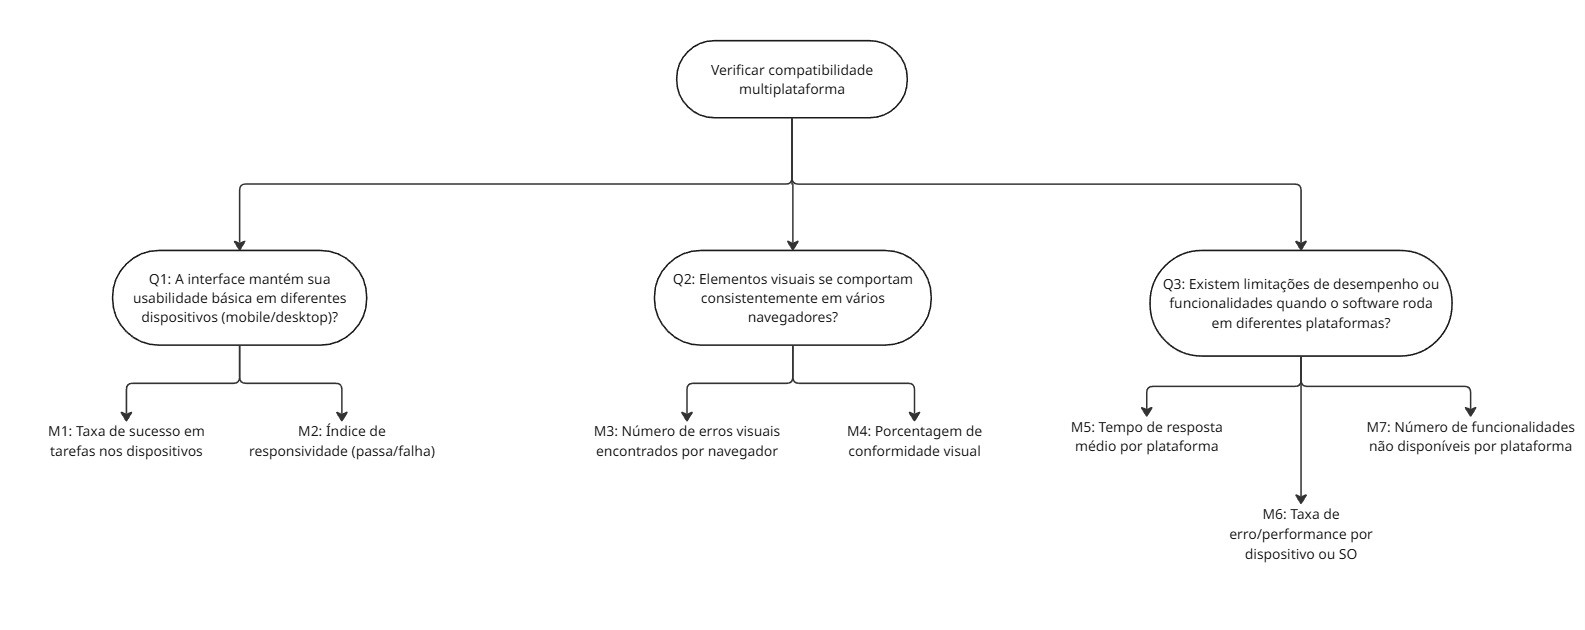 Verificar compatibilidade
multiplataforma
Q1: A interface mantém sua
usabilidade básica em diferentes
dispositivos (mobile/desktop)?
Q2: Elementos visuais se comportam
consistentemente em vários
navegadores?
Q3: Existem limitações de desempenho ou
funcionalidades quando o software roda
em diferentes plataformas?
M1: Taxa de sucesso em
tarefas nos dispositivos
M2: Índice de
responsividade (passa/falha)
M3: Número de erros visuais
encontrados por navegador
M4: Porcentagem de
conformidade visual
M5: Tempo de resposta
médio por plataforma
M6: Taxa de
erro/performance por
dispositivo ou SO
M7: Número de funcionalidades
não disponíveis por plataforma